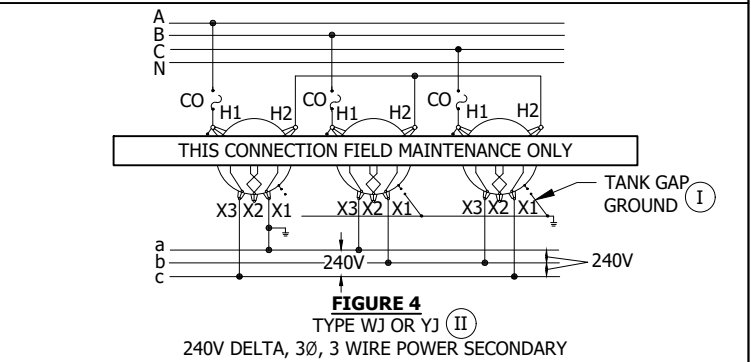 A
B
C
N
CO H1 H2 CO H1 H2 CO H1 H2
THIS CONNECTION FIELD MAINTENANCE ONLY
X3 X2 X1 X3 X2 X1 X3 X2 X1
TANK GAP
GROUND I
a
b
c
240V
240V
FIGURE 4
TYPE WJ OR YJ II
240V DELTA, 3Ø, 3 WIRE POWER SECONDARY